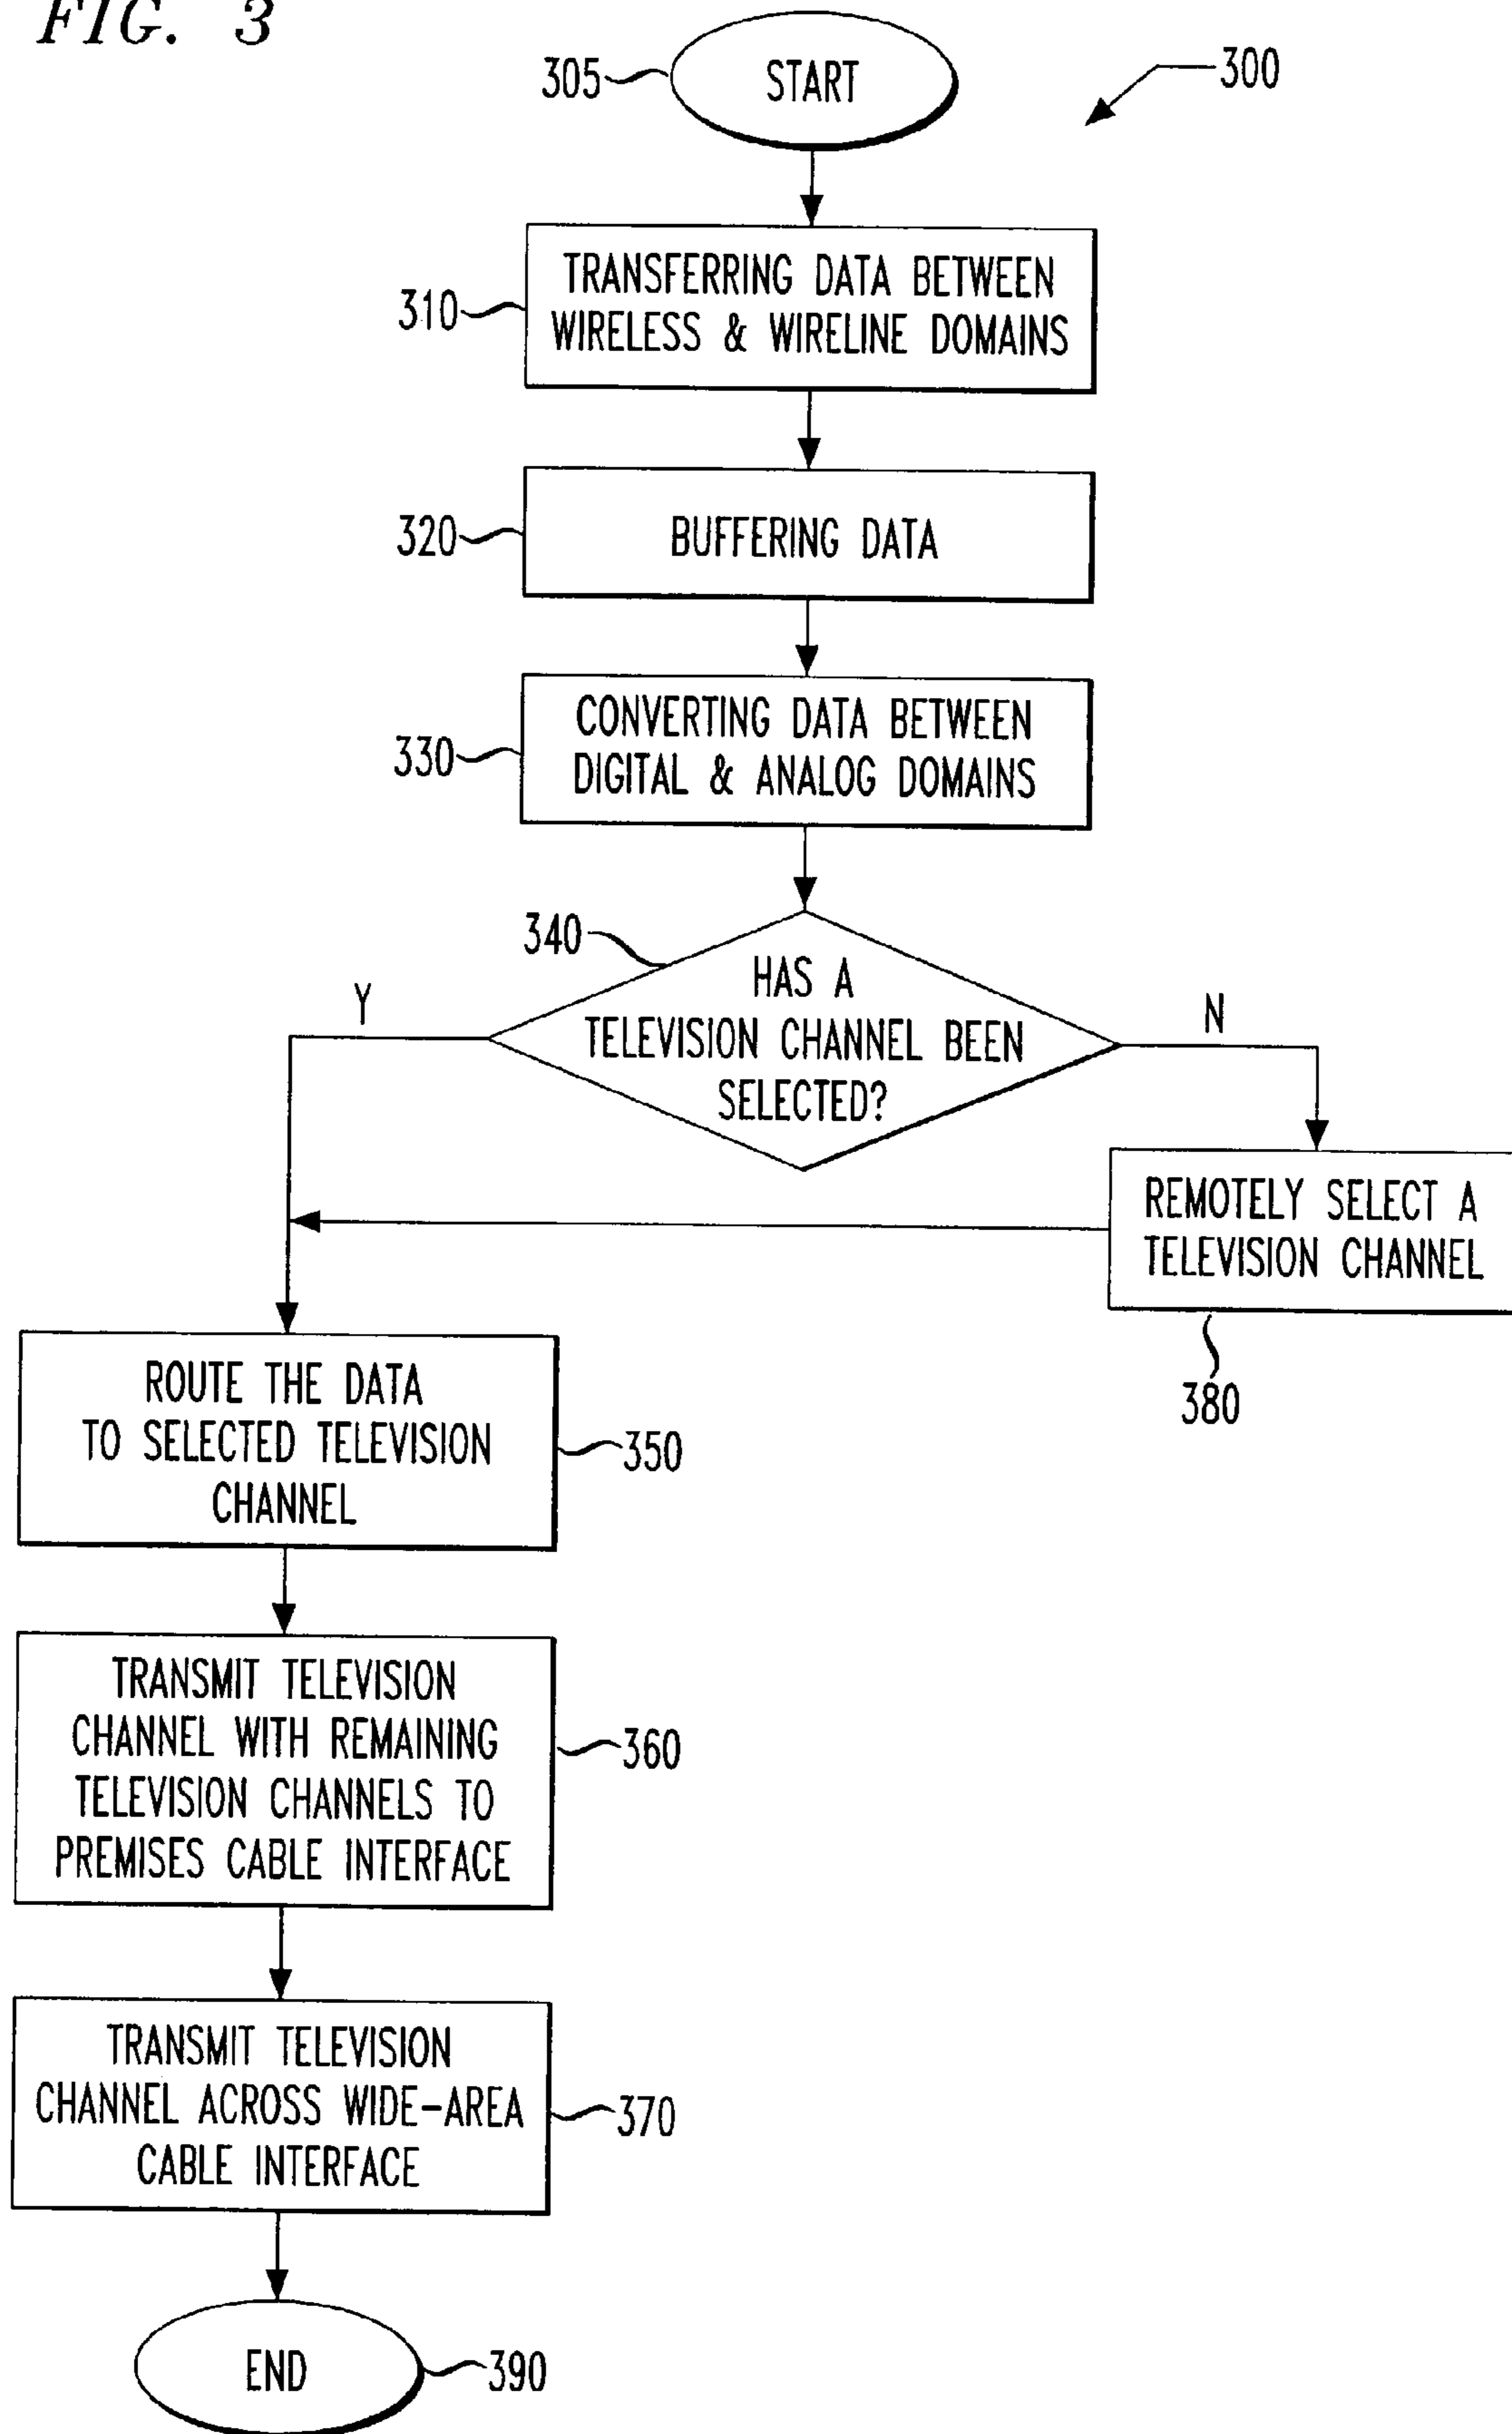 FIG. 3
305
START
300
310
TRANSFERRING DATA BETWEEN
WIRELESS & WIRELINE DOMAINS
320
BUFFERING DATA
330
CONVERTING DATA BETWEEN
DIGITAL & ANALOG DOMAINS
340
HAS A
TELEVISION CHANNEL BEEN
SELECTED?
Y
N
REMOTELY SELECT A
TELEVISION CHANNEL
380
ROUTE THE DATA
TO SELECTED TELEVISION
CHANNEL
350
TRANSMIT TELEVISION
CHANNEL WITH REMAINING
TELEVISION CHANNELS TO
PREMISES CABLE INTERFACE
360
TRANSMIT TELEVISION
CHANNEL ACROSS WIDE-AREA
CABLE INTERFACE
370
END
390